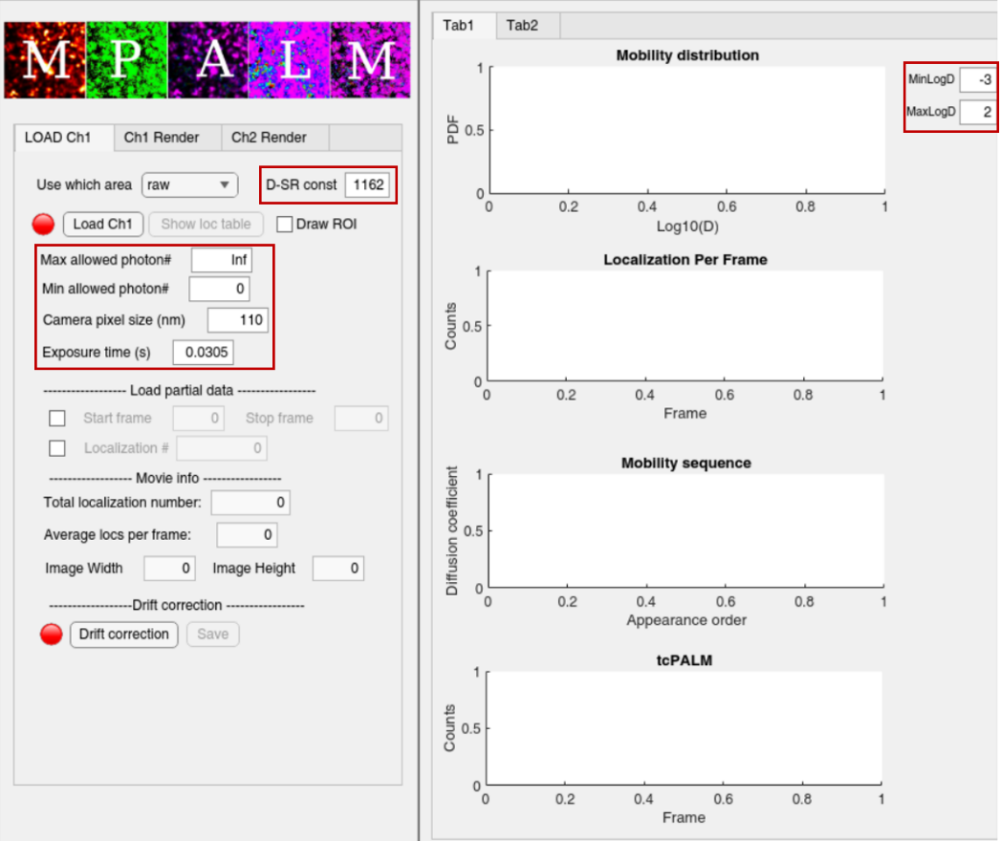 M P A L M
LOAD Ch1 Ch1 Render Ch2 Render
Use which area raw D-SR const 1162
Load Ch1 Show loc table Draw ROI
Max allowed photon# Inf
Min allowed photon# 0
Camera pixel size (nm) 110
Exposure time (s) 0.0305
------------------ Load partial data -----------------
Start frame 0 Stop frame 0
Localization # 0
------------------ Movie info -----------------
Total localization number: 0
Average locs per frame: 0
Image Width 0 Image Height 0
------------------Drift correction -----------------
Drift correction Save
Tab1 Tab2
Mobility distribution
MinLogD -3
MaxLogD 2
PDF
1
0.5
0
0 0.2 0.4 0.6 0.8 1
Log10(D)
Localization Per Frame
Counts
1
0.5
0
0 0.2 0.4 0.6 0.8 1
Frame
Mobility sequence
Diffusion coefficient
1
0.5
0
0 0.2 0.4 0.6 0.8 1
Appearance order
tcPALM
Counts
1
0.5
0
0 0.2 0.4 0.6 0.8 1
Frame